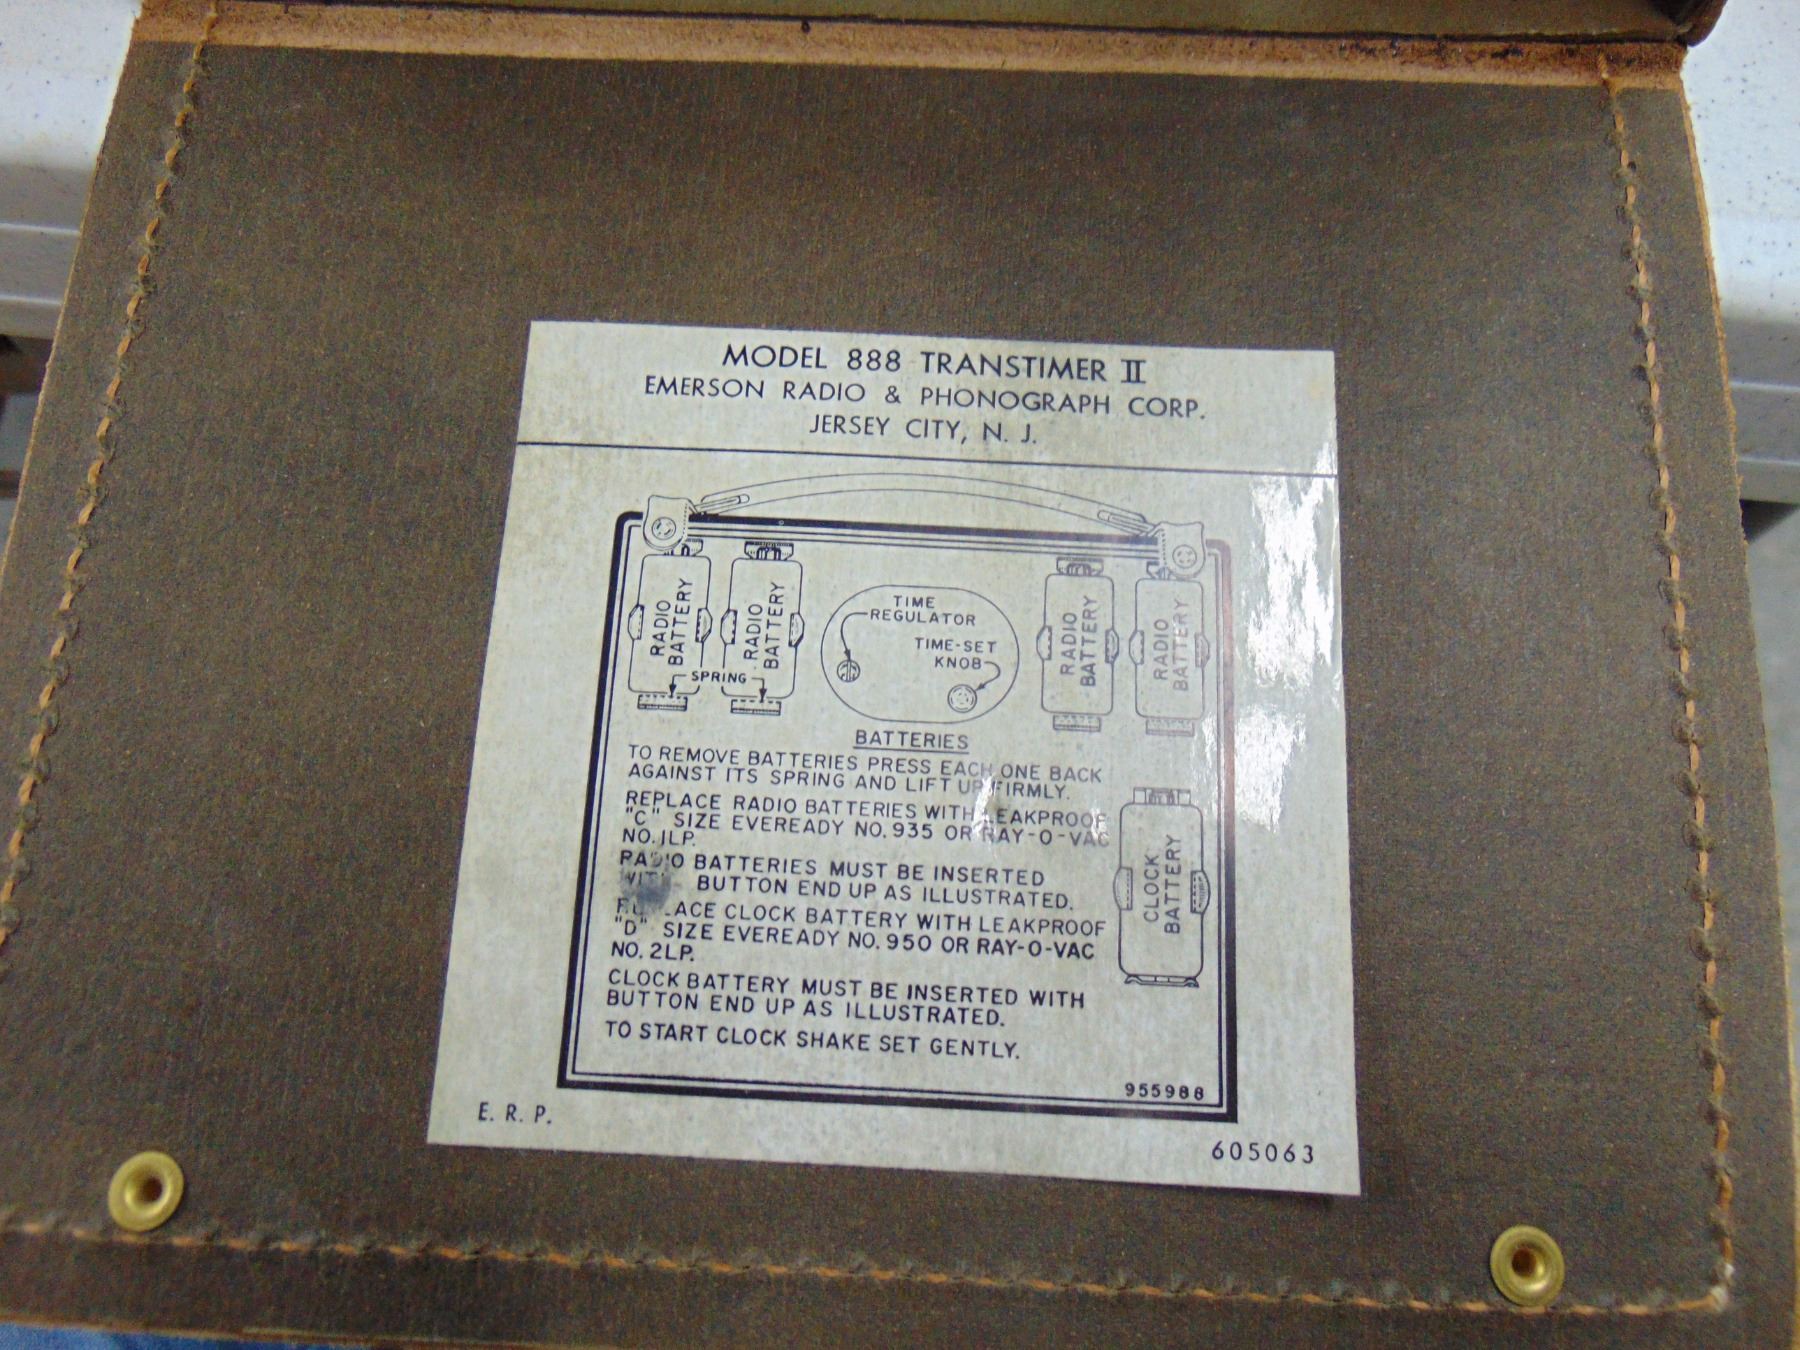 MODEL 888 TRANSTIMER II
EMERSON RADIO & PHONOGRAPH CORP.
JERSEY CITY, N. J.
RADIO
BATTERY
RADIO
BATTERY
SPRING
TIME
REGULATOR
TIME-SET
KNOB
RADIO
BATTERY
RADIO
BATTERY
BATTERIES
TO REMOVE BATTERIES PRESS EACH ONE BACK
AGAINST ITS SPRING AND LIFT UP FIRMLY.
REPLACE RADIO BATTERIES WITH LEAKPROOF
"C" SIZE EVEREADY NO. 935 OR RAY-O-VAC
NO. 1LP.
RADIO BATTERIES MUST BE INSERTED
WITH BUTTON END UP AS ILLUSTRATED.
REPLACE CLOCK BATTERY WITH LEAKPROOF
"D" SIZE EVEREADY NO. 950 OR RAY-O-VAC
NO. 2LP.
CLOCK BATTERY MUST BE INSERTED WITH
BUTTON END UP AS ILLUSTRATED.
TO START CLOCK SHAKE SET GENTLY.
CLOCK
BATTERY
955988
E. R. P.
605063